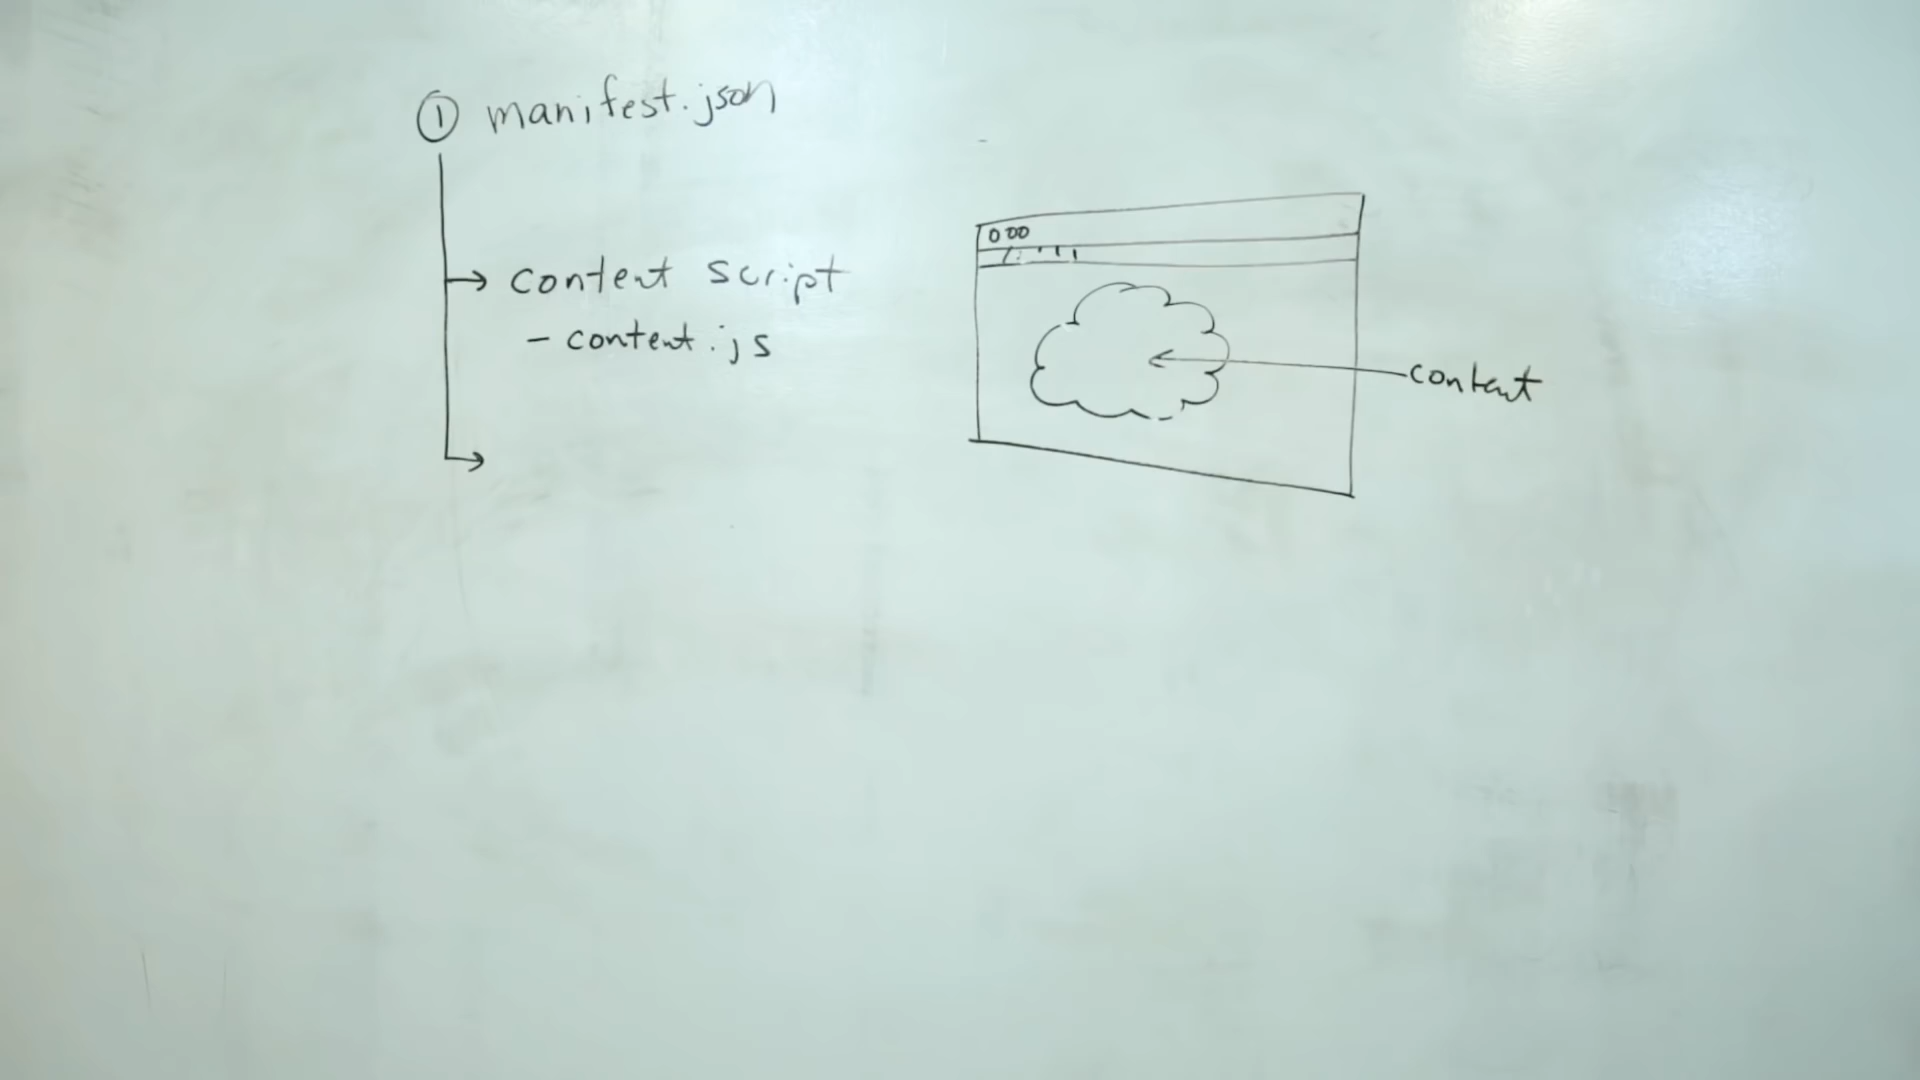 ① manifest.json
content script
- content.js
content